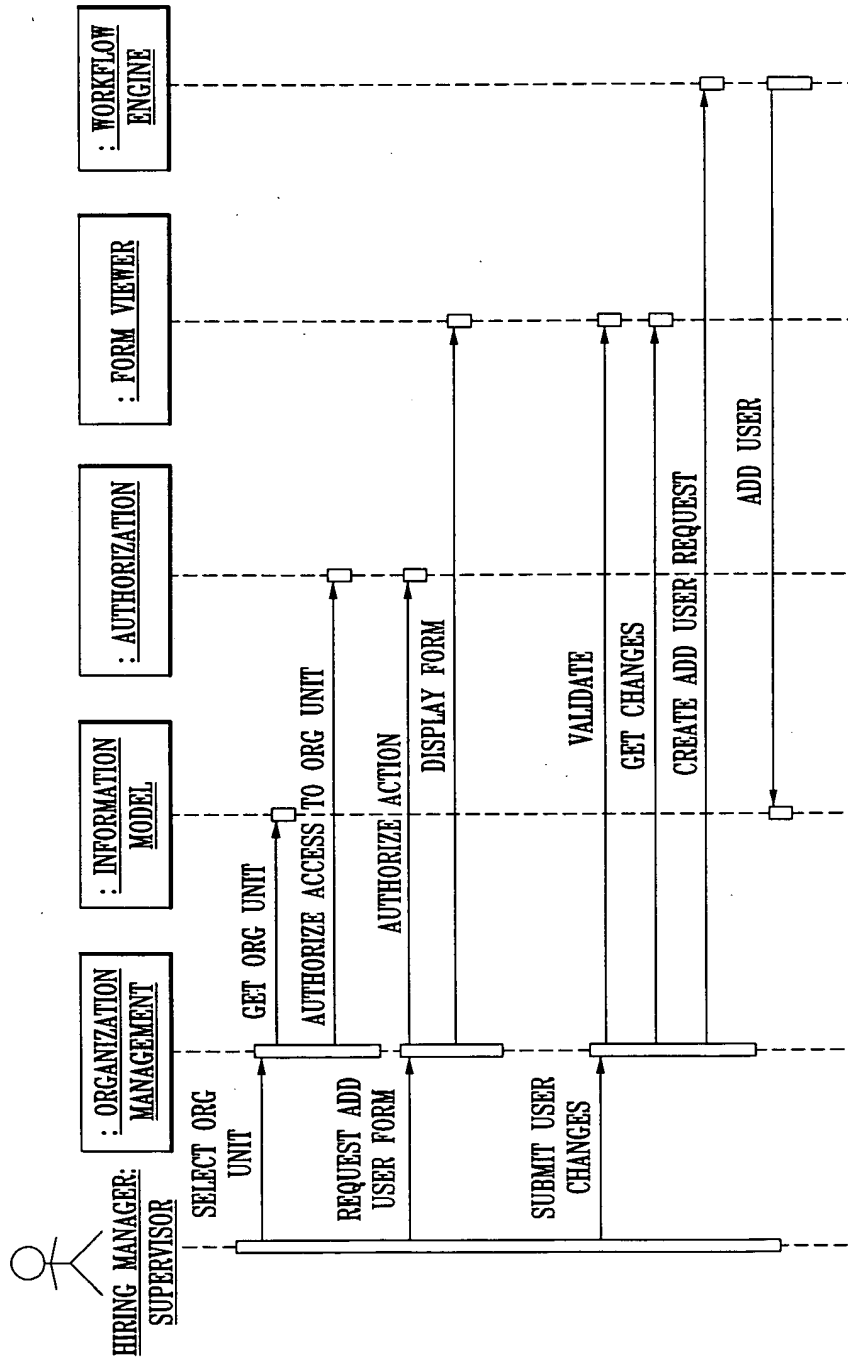 HIRING MANAGER:
SUPERVISOR
: ORGANIZATION
MANAGEMENT
: INFORMATION
MODEL
: AUTHORIZATION
: FORM VIEWER
: WORKFLOW
ENGINE
SELECT ORG
UNIT
GET ORG UNIT
AUTHORIZE ACCESS TO ORG UNIT
REQUEST ADD
USER FORM
AUTHORIZE ACTION
DISPLAY FORM
SUBMIT USER
CHANGES
VALIDATE
GET CHANGES
CREATE ADD USER REQUEST
ADD USER